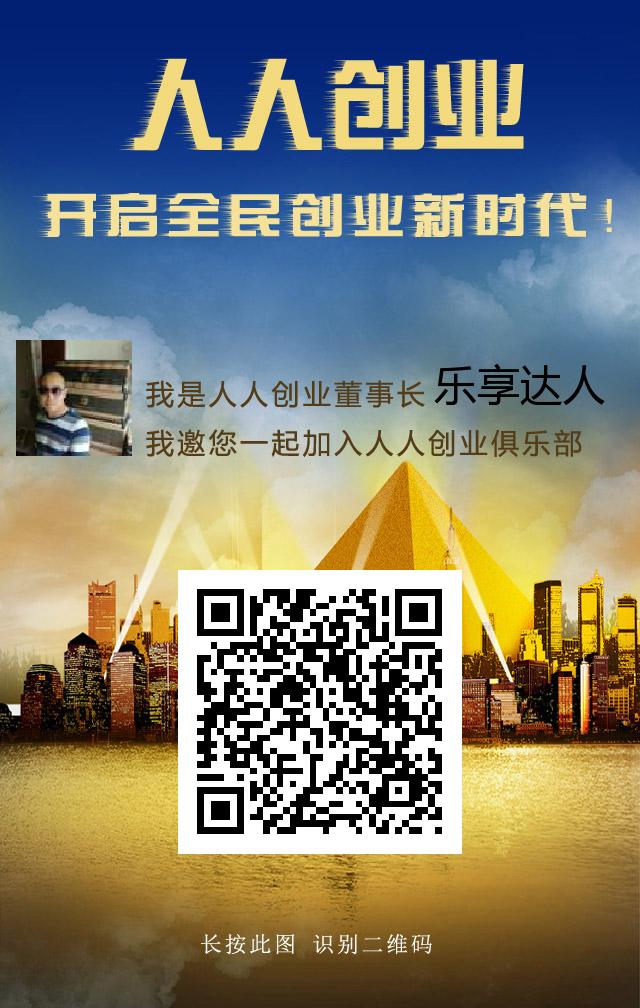 人人创业
开启全民创业新时代！
我是人人创业董事长 乐享达人
我邀您一起加入人人创业俱乐部
长按此图 识别二维码